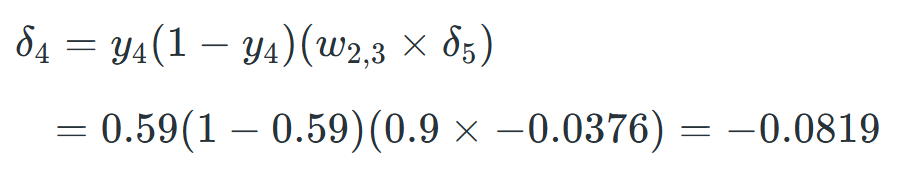 δ₄ = y₄(1 − y₄)(w₂,₃ × δ₅)
= 0.59(1 − 0.59)(0.9 × −0.0376) = −0.0819